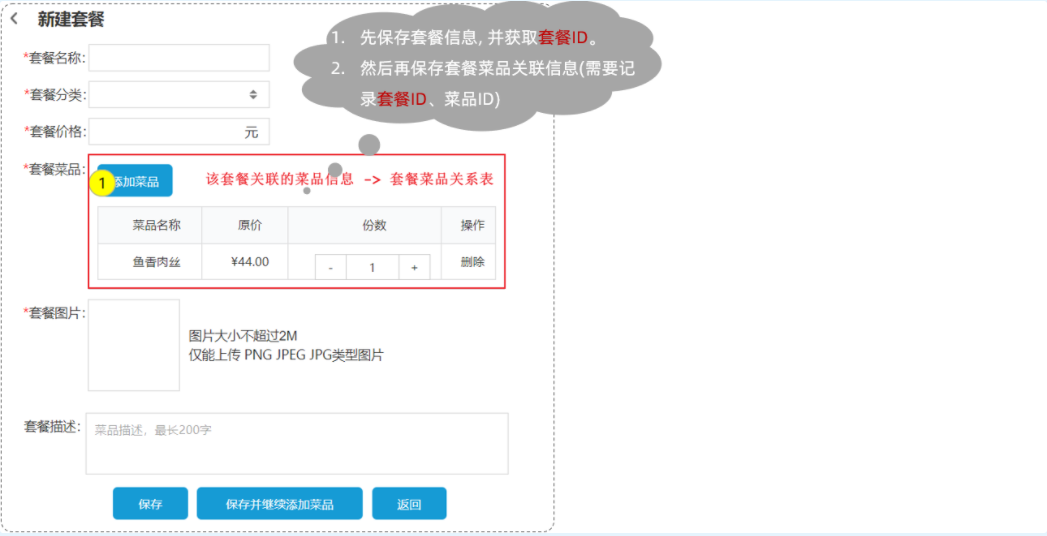 新建套餐
1. 先保存套餐信息, 并获取套餐ID。
2. 然后再保存套餐菜品关联信息(需要记
录套餐ID、菜品ID)
*套餐名称:
*套餐分类:
*套餐价格: 元
*套餐菜品:
1 添加菜品 该套餐关联的菜品信息 -> 套餐菜品关系表
菜品名称 原价 份数 操作
鱼香肉丝 ¥44.00 - 1 + 删除
*套餐图片:
图片大小不超过2M
仅能上传 PNG JPEG JPG类型图片
套餐描述: 菜品描述，最长200字
保存 保存并继续添加菜品 返回